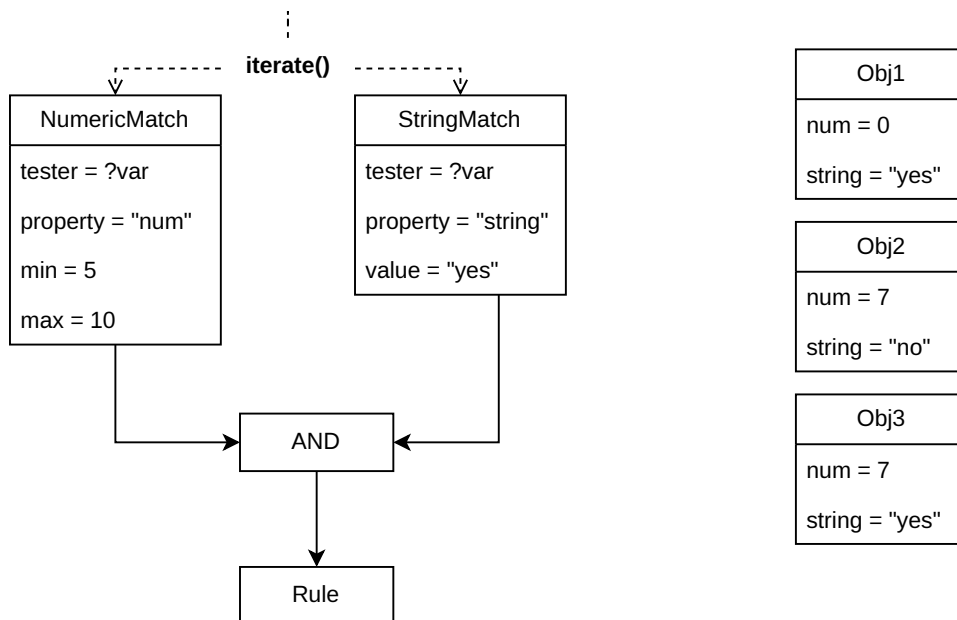 iterate()
NumericMatch
tester = ?var
property = "num"
min = 5
max = 10
StringMatch
tester = ?var
property = "string"
value = "yes"
AND
Rule
Obj1
num = 0
string = "yes"
Obj2
num = 7
string = "no"
Obj3
num = 7
string = "yes"